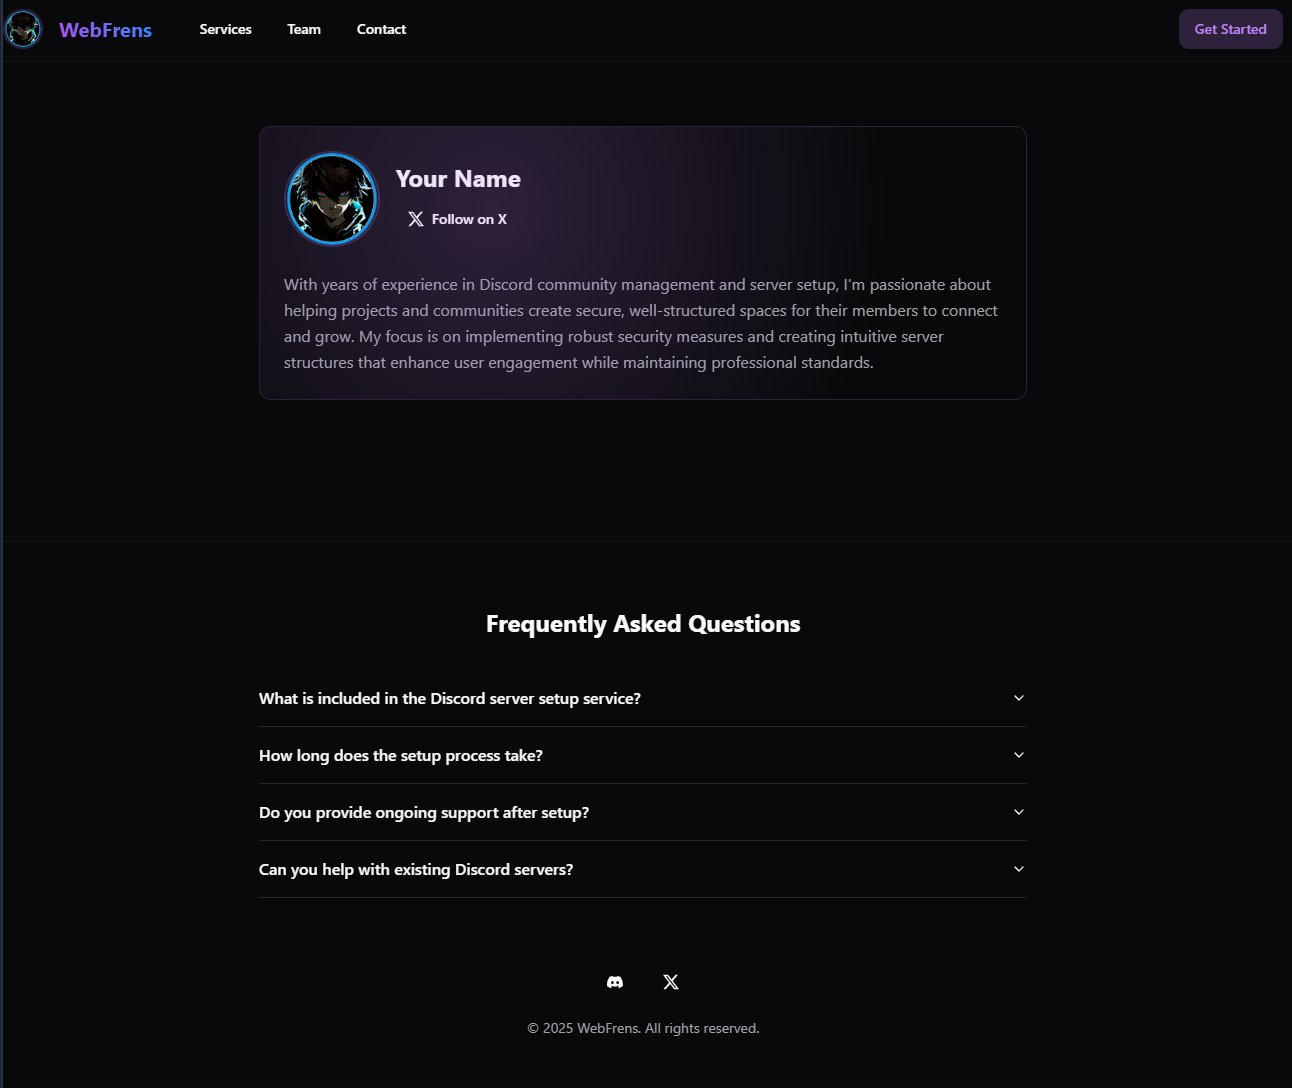 WebFrens
Services
Team
Contact
Get Started
Your Name
Follow on X
With years of experience in Discord community management and server setup, I'm passionate about
helping projects and communities create secure, well-structured spaces for their members to connect
and grow. My focus is on implementing robust security measures and creating intuitive server
structures that enhance user engagement while maintaining professional standards.
Frequently Asked Questions
What is included in the Discord server setup service?
How long does the setup process take?
Do you provide ongoing support after setup?
Can you help with existing Discord servers?
© 2025 WebFrens. All rights reserved.